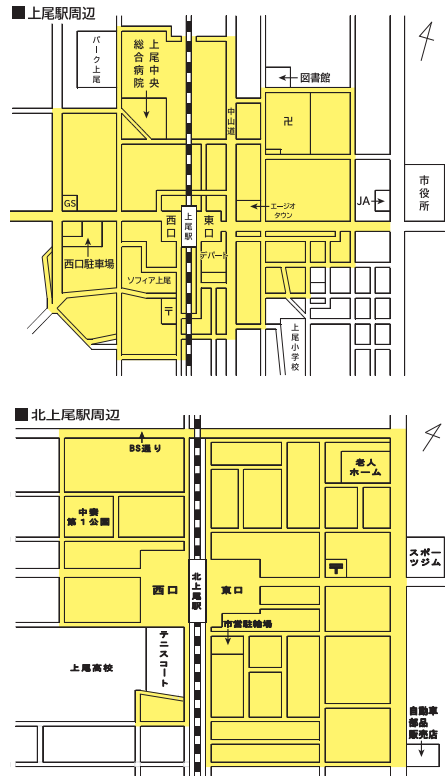 ■上尾駅周辺
パーク上尾
上尾中央
総合病院
中山道
図書館
卍
市役所
JA
GS
エージオ
タウン
西口
上尾駅
東口
デパート
西口駐車場
ソフィア上尾
〒
上尾小学校
■北上尾駅周辺
BS通り
老人
ホーム
中妻
第1公園
スポー
ツジム
〒
西口
北上尾駅
東口
市営駐輪場
テニスコート
上尾高校
自動車
部品
販売店